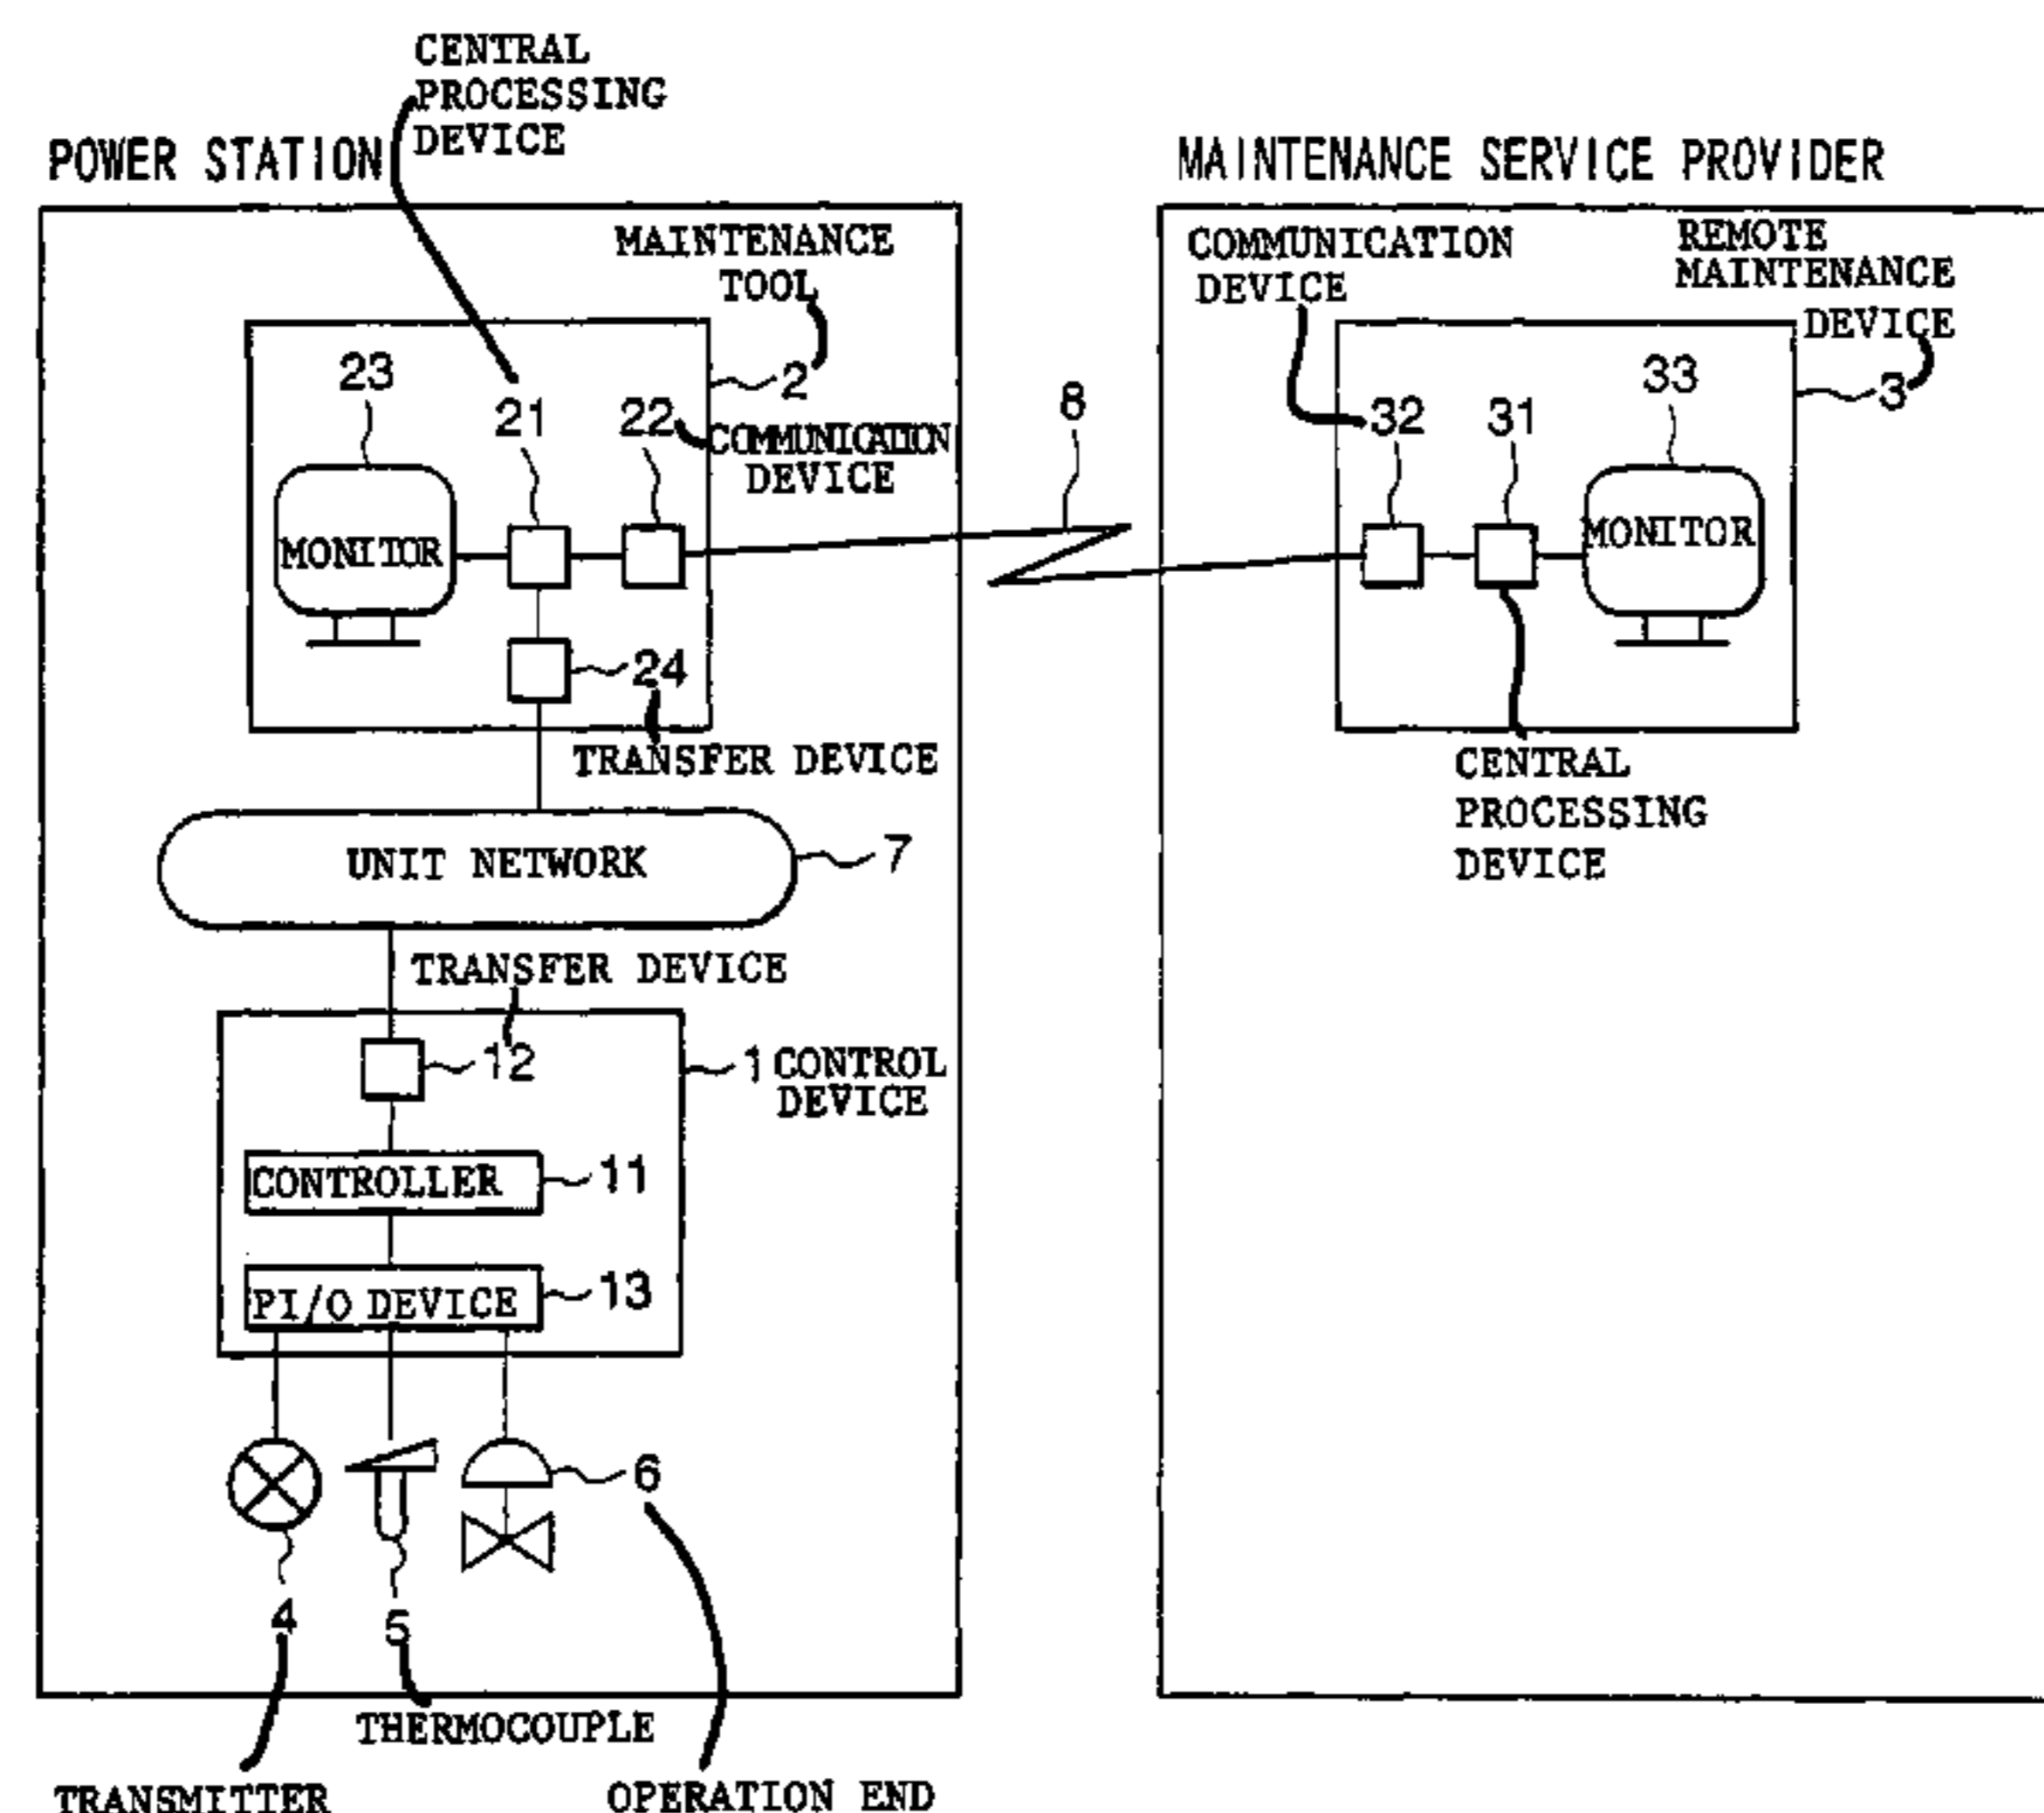 CENTRAL
PROCESSING
DEVICE
POWER STATION
MAINTENANCE SERVICE PROVIDER
MAINTENANCE
TOOL
COMMUNICATION
DEVICE
REMOTE
MAINTENANCE
DEVICE
23
21
22
2
COMMUNICATION
DEVICE
8
32
31
33
3
MONITOR
MONITOR
24
TRANSFER DEVICE
CENTRAL
PROCESSING
DEVICE
UNIT NETWORK
7
TRANSFER DEVICE
12
1 CONTROL
DEVICE
CONTROLLER
11
PI/O DEVICE
13
6
4
5
THERMOCOUPLE
TRANSMITTER
OPERATION END